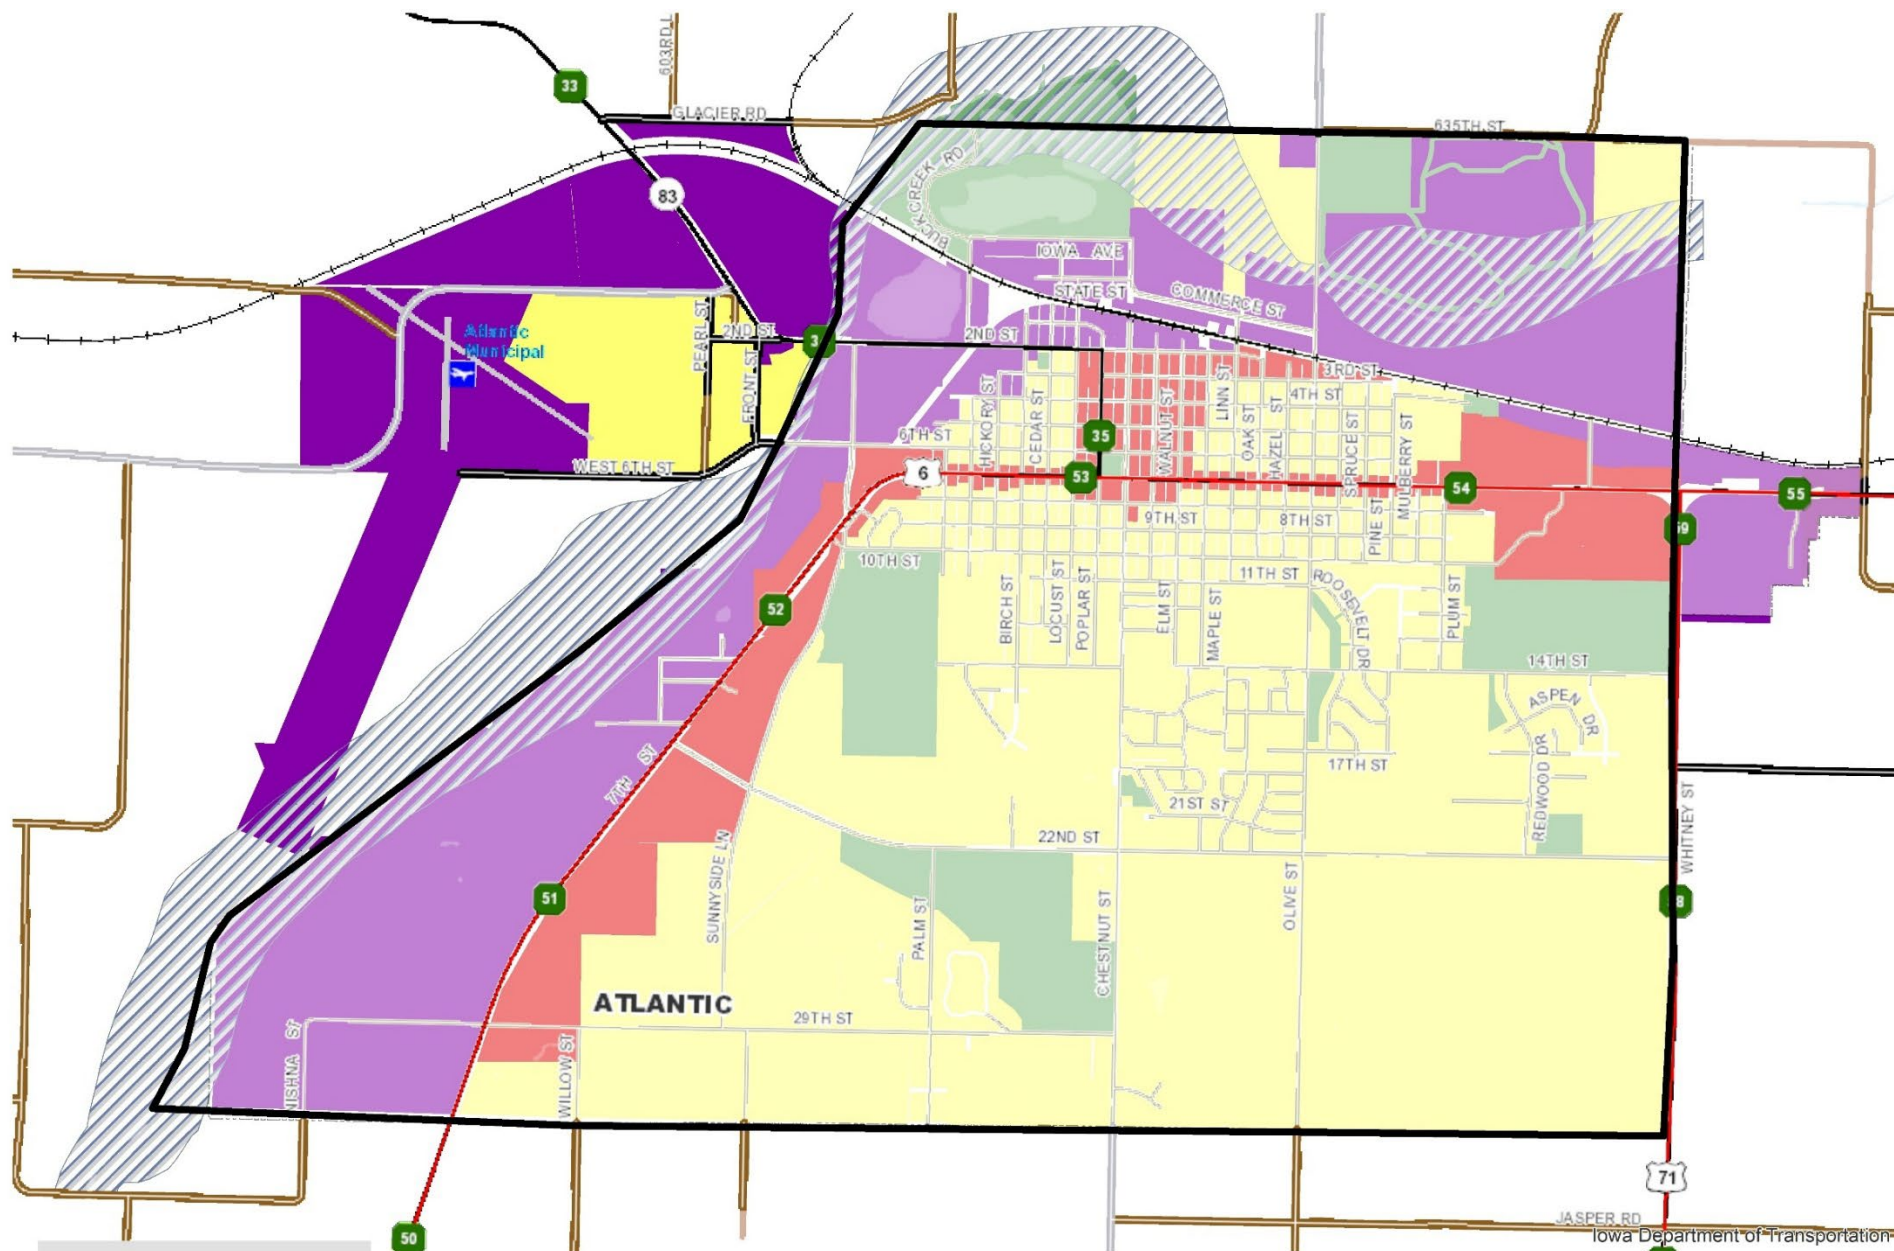 603RD L
33
GLACIER RD
635TH ST
BUCKCREEK RD
83
IOWA AVE
STATE ST
COMMERCE ST
PEARL ST
2ND ST
2ND ST
Atlantic
Municipal
FRONT ST
3RD ST
4TH ST
LINN ST
WALNUT ST
HICKORY ST
CEDAR ST
OAK ST
HAZEL ST
SPRUCE ST
MULBERRY ST
6TH ST
35
WEST 6TH ST
6
53
54
55
9TH ST
8TH ST
PINE ST
10TH ST
11TH ST
ROOSEVELT DR
BIRCH ST
LOCUST ST
POPLAR ST
ELM ST
MAPLE ST
PLUM ST
52
14TH ST
ASPEN DR
REDWOOD DR
7TH ST
17TH ST
21ST ST
22ND ST
WHITNEY ST
SUNNYSIDE LN
51
PALM ST
CHESTNUT ST
OLIVE ST
ATLANTIC
29TH ST
NISHNA ST
WILLOW ST
71
50
JASPER RD
Iowa Department of Transportation